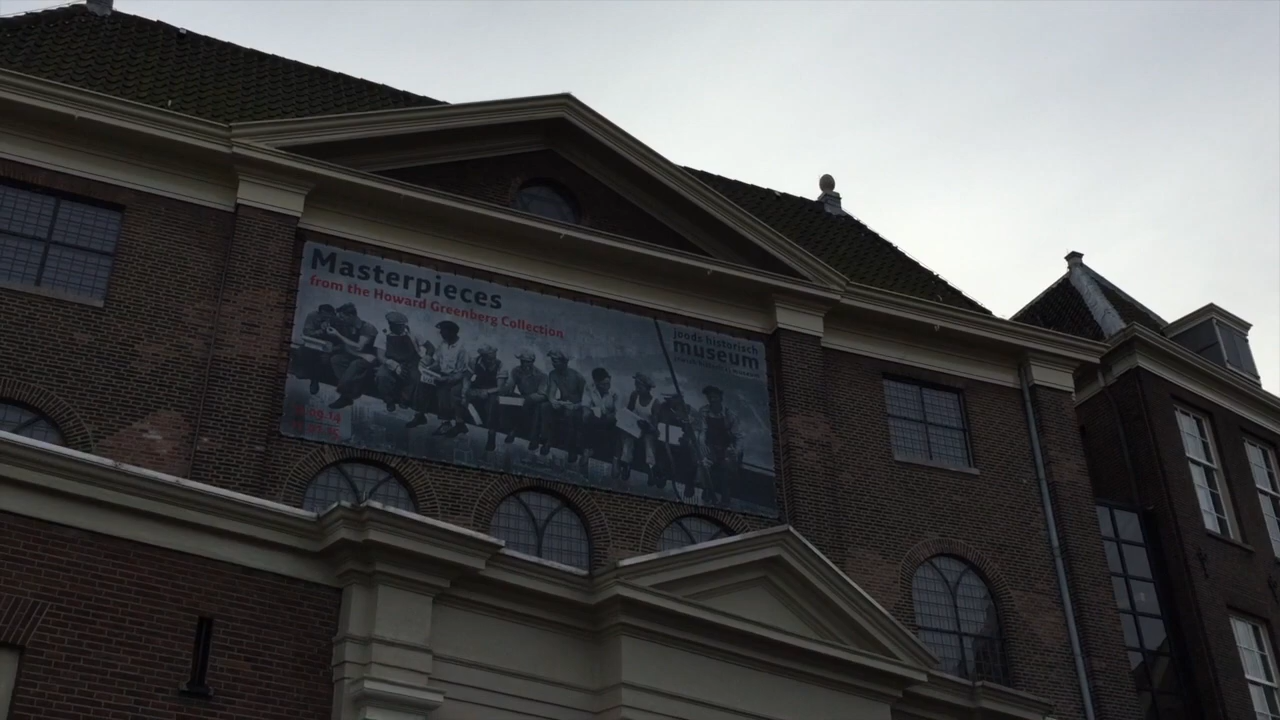 Masterpieces
from the Howard Greenberg Collection
joods historisch
museum